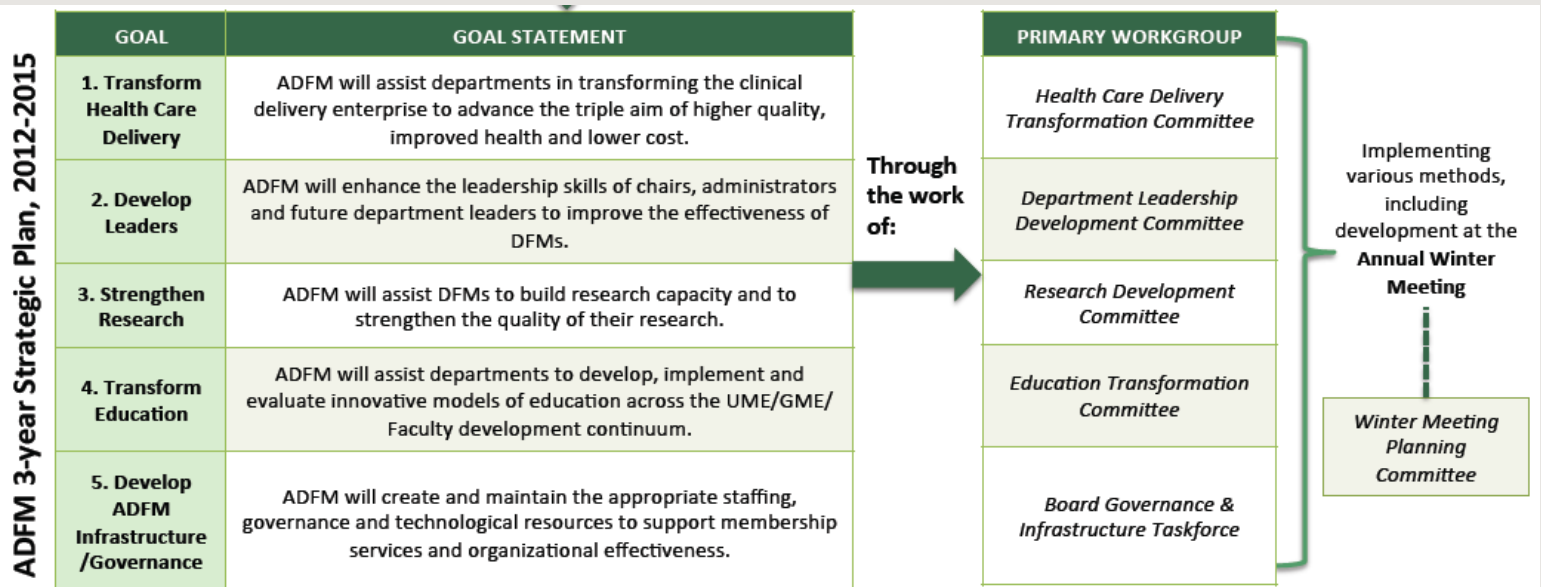 ADFM 3-year Strategic Plan, 2012-2015
GOAL
GOAL STATEMENT
1. Transform
Health Care
Delivery
ADFM will assist departments in transforming the clinical
delivery enterprise to advance the triple aim of higher quality,
improved health and lower cost.
2. Develop
Leaders
ADFM will enhance the leadership skills of chairs, administrators
and future department leaders to improve the effectiveness of
DFMs.
3. Strengthen
Research
ADFM will assist DFMs to build research capacity and to
strengthen the quality of their research.
4. Transform
Education
ADFM will assist departments to develop, implement and
evaluate innovative models of education across the UME/GME/
Faculty development continuum.
5. Develop
ADFM
Infrastructure
/Governance
ADFM will create and maintain the appropriate staffing,
governance and technological resources to support membership
services and organizational effectiveness.
Through
the work
of:
PRIMARY WORKGROUP
Health Care Delivery
Transformation Committee
Department Leadership
Development Committee
Research Development
Committee
Education Transformation
Committee
Board Governance &
Infrastructure Taskforce
Implementing
various methods,
including
development at the
Annual Winter
Meeting
Winter Meeting
Planning
Committee